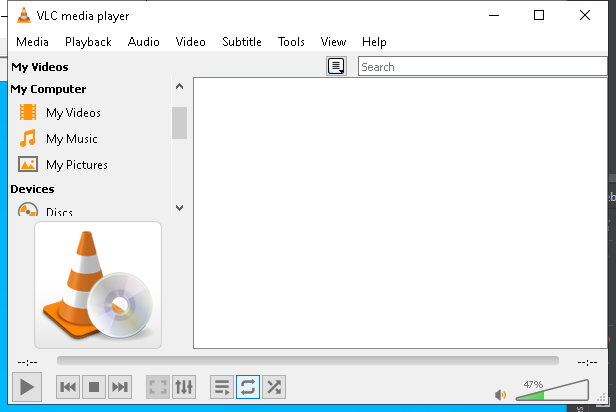 VLC media player
Media Playback Audio Video Subtitle Tools View Help
My Videos
Search
My Computer
My Videos
My Music
My Pictures
Devices
Discs
--:--
--:--
47%